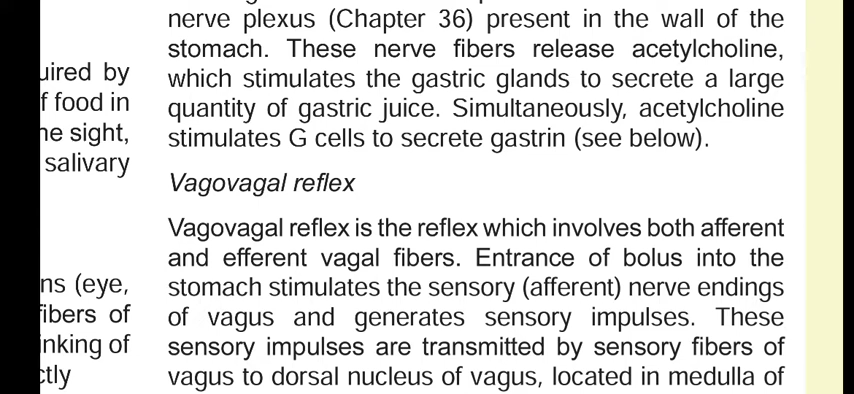 uired by
f food in
he sight,
salivary
ns (eye,
fibers of
inking of
ctly
nerve plexus (Chapter 36) present in the wall of the
stomach. These nerve fibers release acetylcholine,
which stimulates the gastric glands to secrete a large
quantity of gastric juice. Simultaneously, acetylcholine
stimulates G cells to secrete gastrin (see below).
Vagovagal reflex
Vagovagal reflex is the reflex which involves both afferent
and efferent vagal fibers. Entrance of bolus into the
stomach stimulates the sensory (afferent) nerve endings
of vagus and generates sensory impulses. These
sensory impulses are transmitted by sensory fibers of
vagus to dorsal nucleus of vagus, located in medulla of